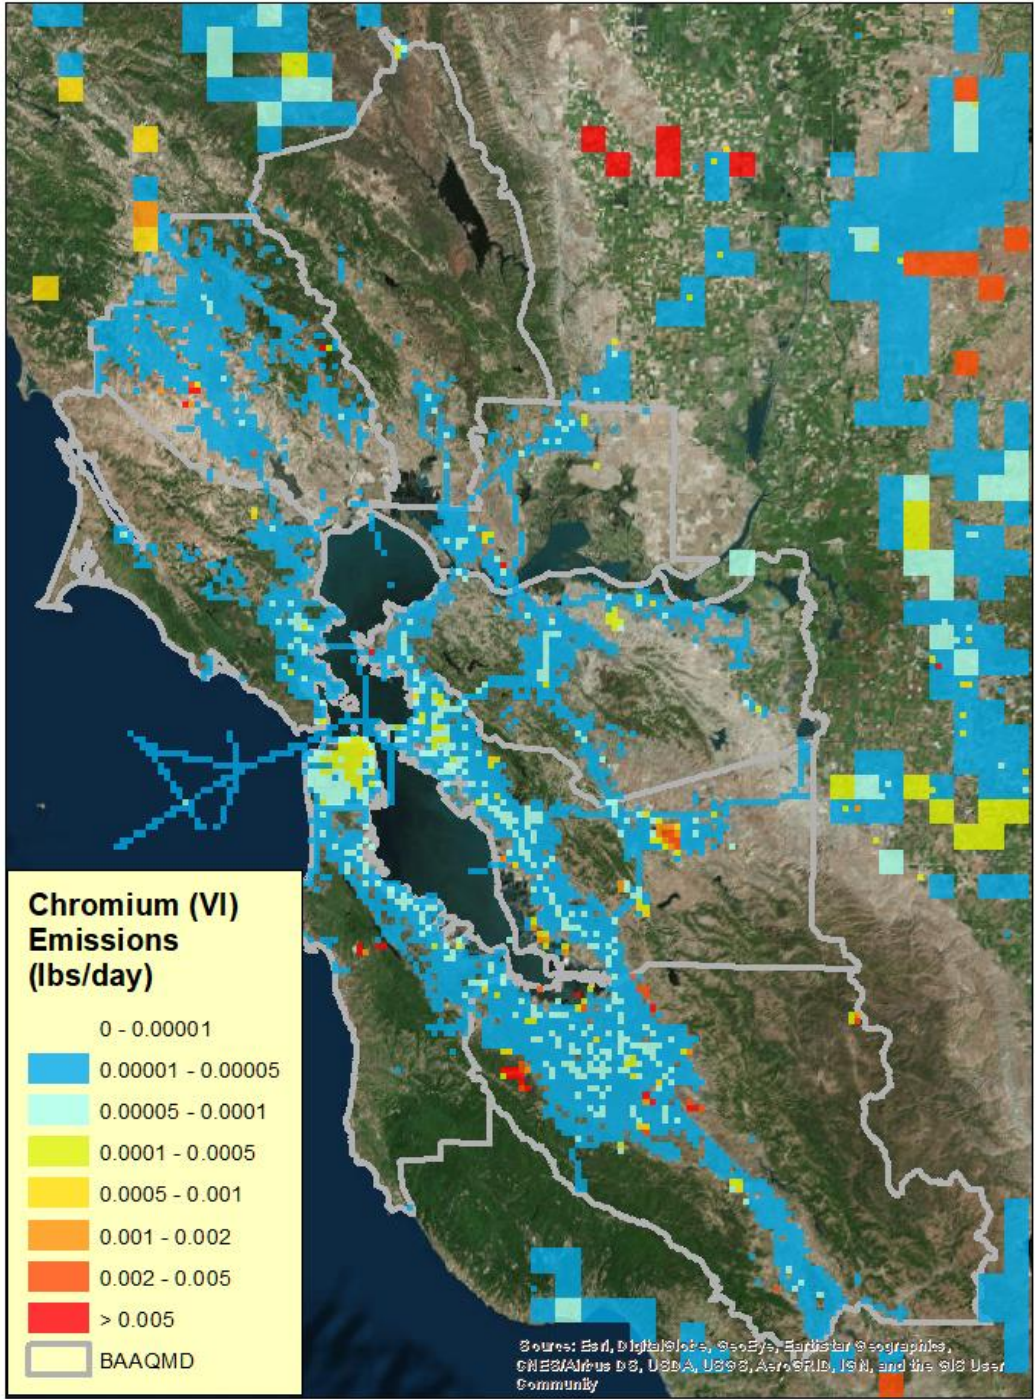 Chromium (VI)
Emissions
(lbs/day)
0 - 0.00001
0.00001 - 0.00005
0.00005 - 0.0001
0.0001 - 0.0005
0.0005 - 0.001
0.001 - 0.002
0.002 - 0.005
> 0.005
BAAQMD
Source: Esri, DigitalGlobe, GeoEye, Earthstar Geographics,
CNES/Airbus DS, USDA, USGS, AeroGRID, IGN, and the GIS User
Community